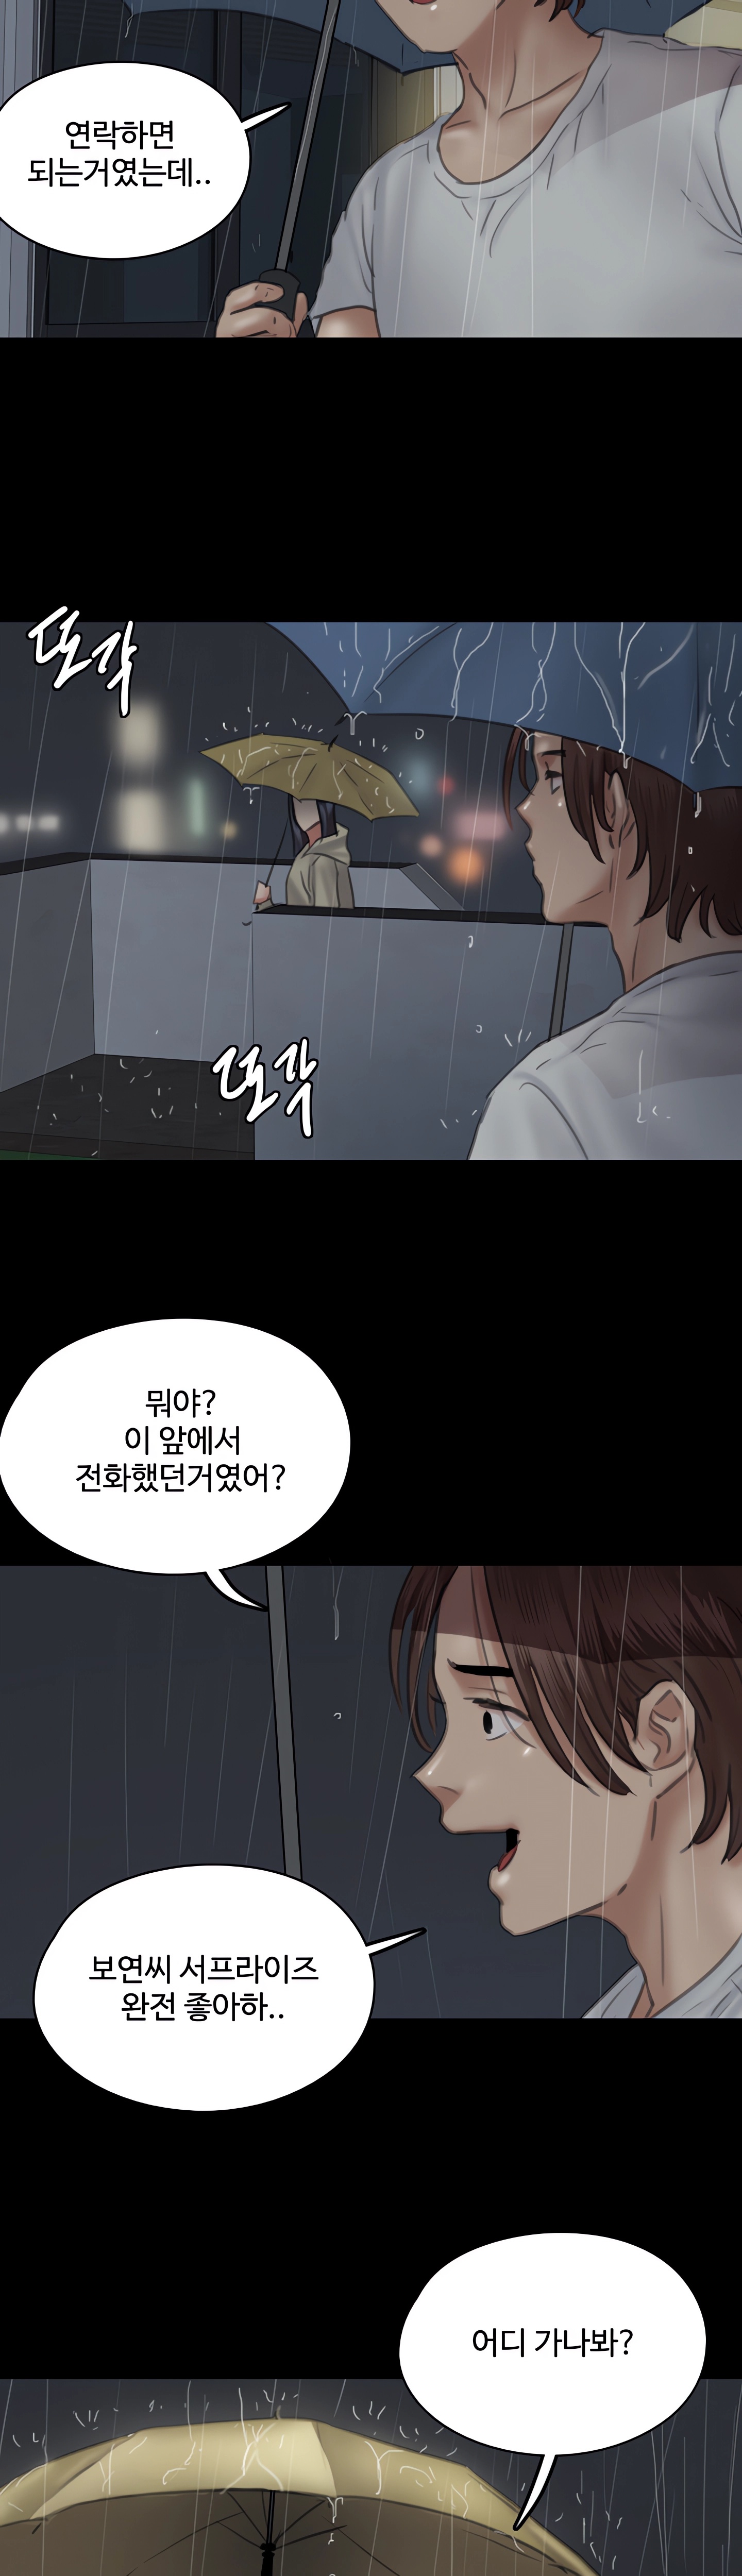 연락하면
되는거였는데..
또각
또각
뭐야?
이 앞에서
전화했던거였어?
보연씨 서프라이즈
완전 좋아하..
어디 가나봐?